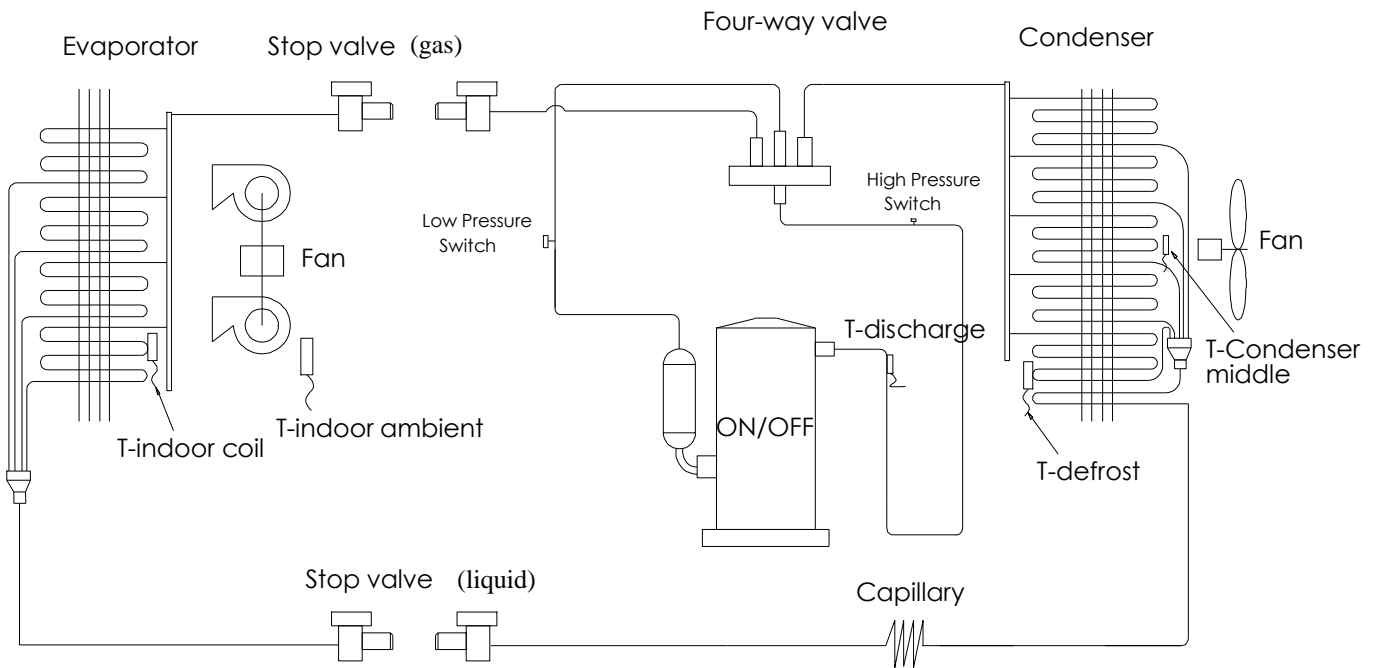 Four-way valve
Evaporator
Stop valve (gas)
Condenser
High Pressure
Switch
Low Pressure
Switch
Fan
Fan
T-discharge
T-Condenser
middle
T-indoor coil
T-indoor ambient
ON/OFF
T-defrost
Stop valve (liquid)
Capillary